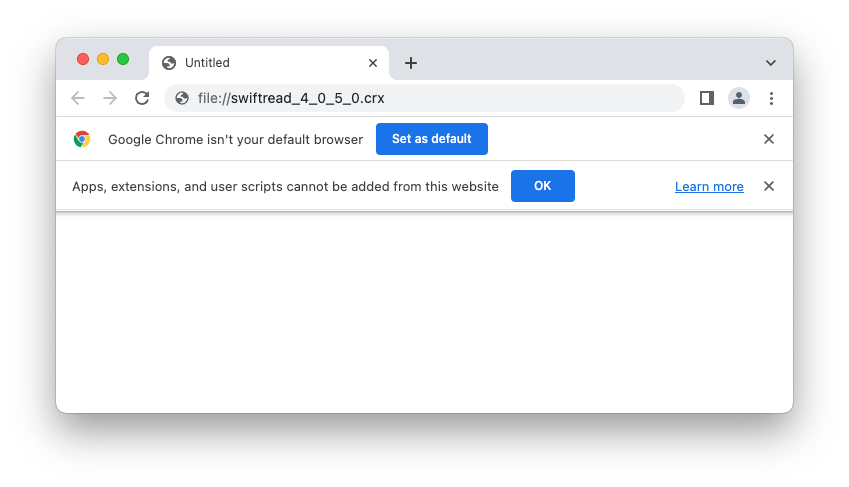 Untitled
file://swiftread_4_0_5_0.crx
Google Chrome isn't your default browser Set as default
Apps, extensions, and user scripts cannot be added from this website OK Learn more